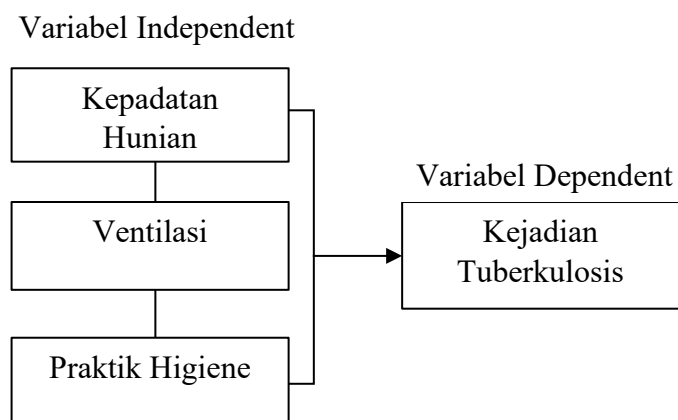 Variabel Independent
Kepadatan
Hunian
Ventilasi
Praktik Higiene
Variabel Dependent
Kejadian
Tuberkulosis